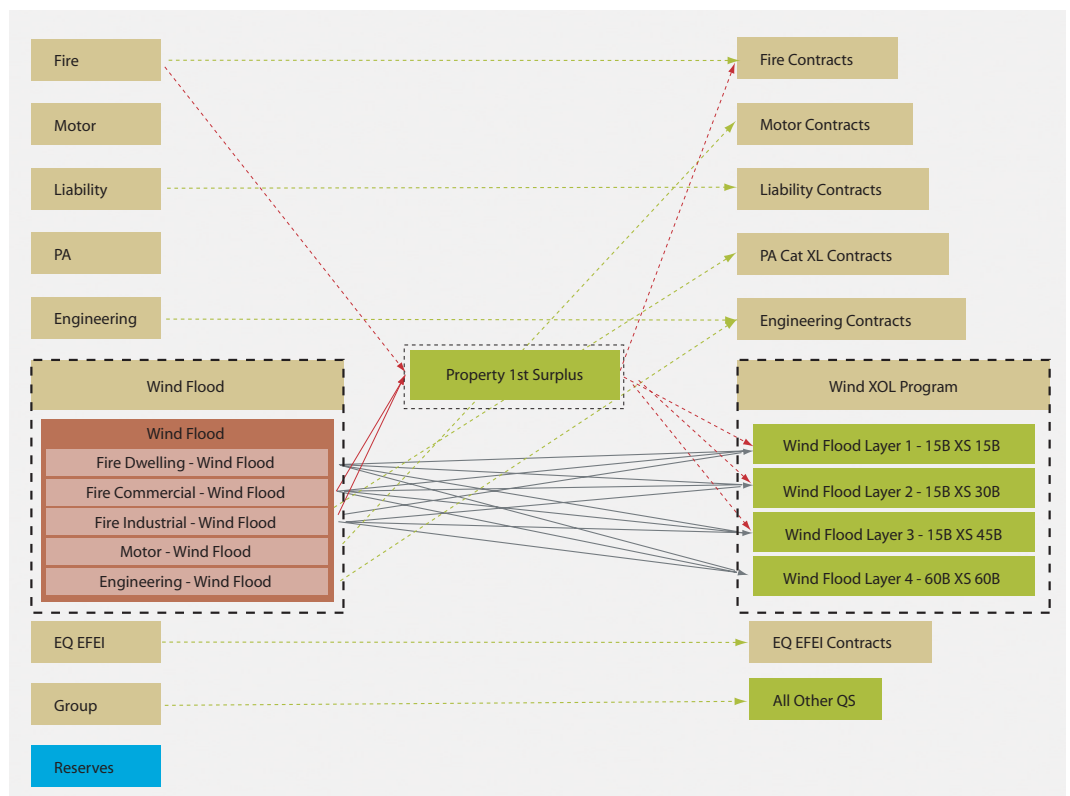 Fire
Motor
Liability
PA
Engineering
Wind Flood
Wind Flood
Fire Dwelling - Wind Flood
Fire Commercial - Wind Flood
Fire Industrial - Wind Flood
Motor - Wind Flood
Engineering - Wind Flood
EQ EFEI
Group
Reserves
Property 1st Surplus
Fire Contracts
Motor Contracts
Liability Contracts
PA Cat XL Contracts
Engineering Contracts
Wind XOL Program
Wind Flood Layer 1 - 15B XS 15B
Wind Flood Layer 2 - 15B XS 30B
Wind Flood Layer 3 - 15B XS 45B
Wind Flood Layer 4 - 60B XS 60B
EQ EFEI Contracts
All Other QS